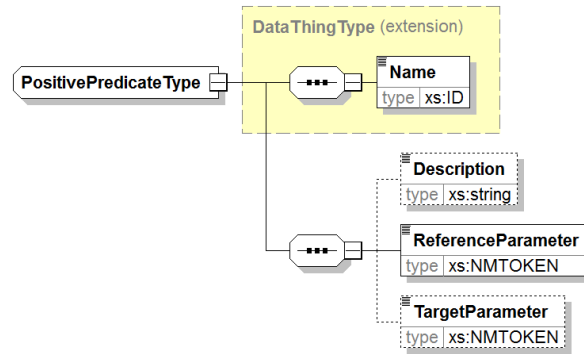 DataThingType (extension)
PositivePredicateType
Name
type xs:ID
Description
type xs:string
ReferenceParameter
type xs:NMTOKEN
TargetParameter
type xs:NMTOKEN